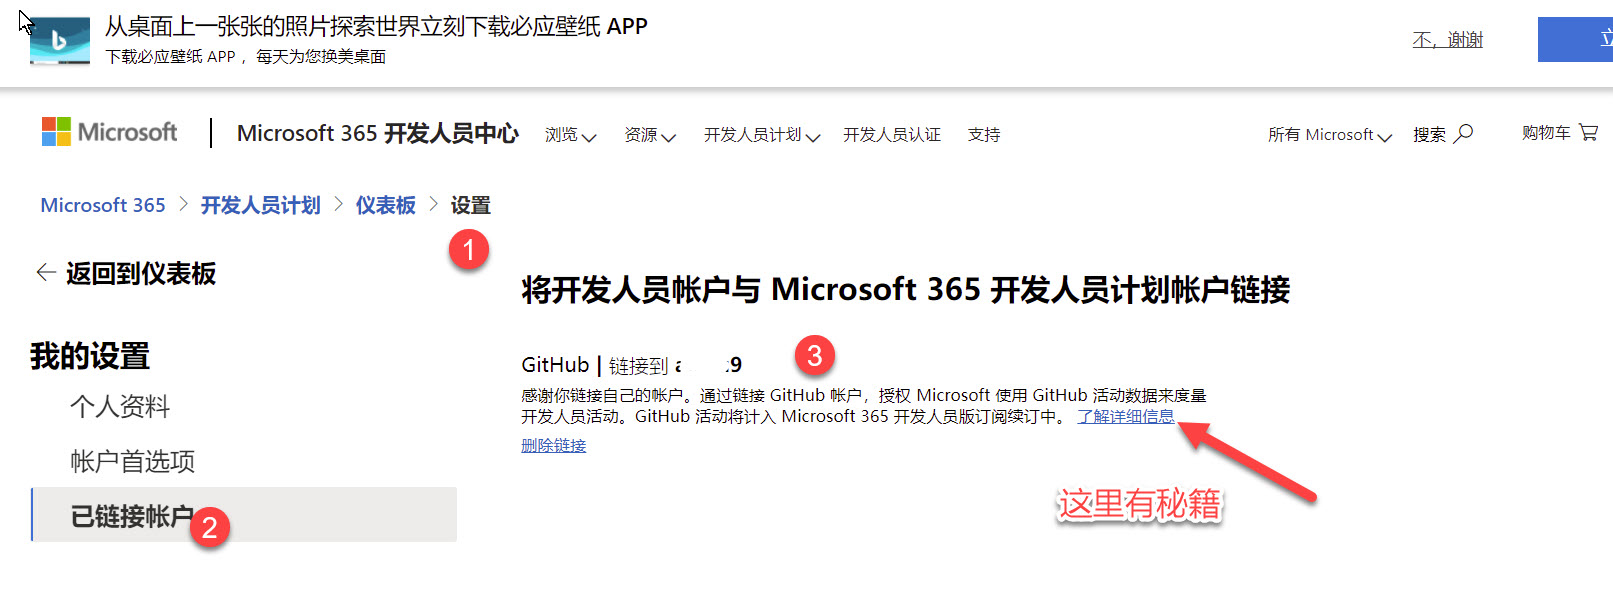 从桌面上一张张的照片探索世界立刻下载必应壁纸 APP
下载必应壁纸 APP ，每天为您换美桌面
不，谢谢
立
Microsoft
Microsoft 365 开发人员中心
浏览
资源
开发人员计划
开发人员认证
支持
所有 Microsoft
搜索
购物车
Microsoft 365 > 开发人员计划 > 仪表板 > 设置
1
← 返回到仪表板
将开发人员帐户与 Microsoft 365 开发人员计划帐户链接
我的设置
个人资料
帐户首选项
已链接帐户
2
GitHub | 链接到 a 9
3
感谢你链接自己的帐户。通过链接 GitHub 帐户，授权 Microsoft 使用 GitHub 活动数据来度量
开发人员活动。GitHub 活动将计入 Microsoft 365 开发人员版订阅续订中。 了解详细信息
删除链接
这里有秘籍